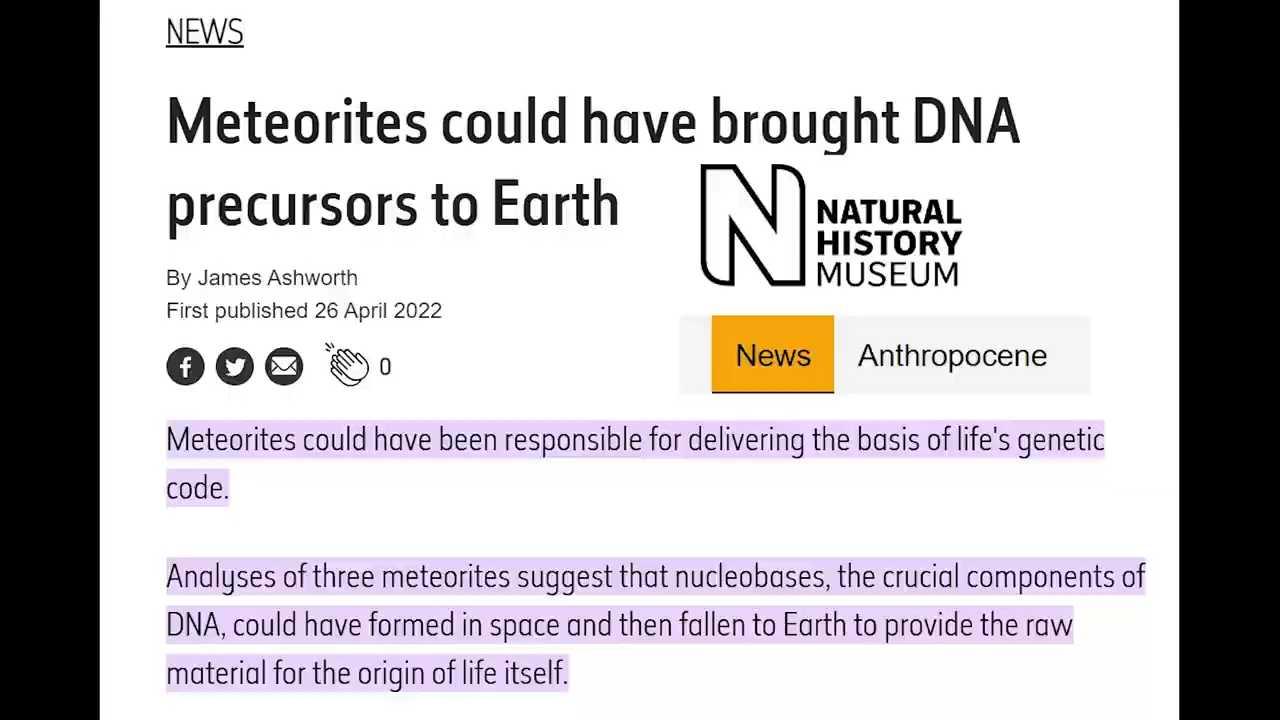 NEWS
Meteorites could have brought DNA
precursors to Earth
NATURAL
HISTORY
MUSEUM
By James Ashworth
First published 26 April 2022
0
News Anthropocene
Meteorites could have been responsible for delivering the basis of life's genetic
code.
Analyses of three meteorites suggest that nucleobases, the crucial components of
DNA, could have formed in space and then fallen to Earth to provide the raw
material for the origin of life itself.